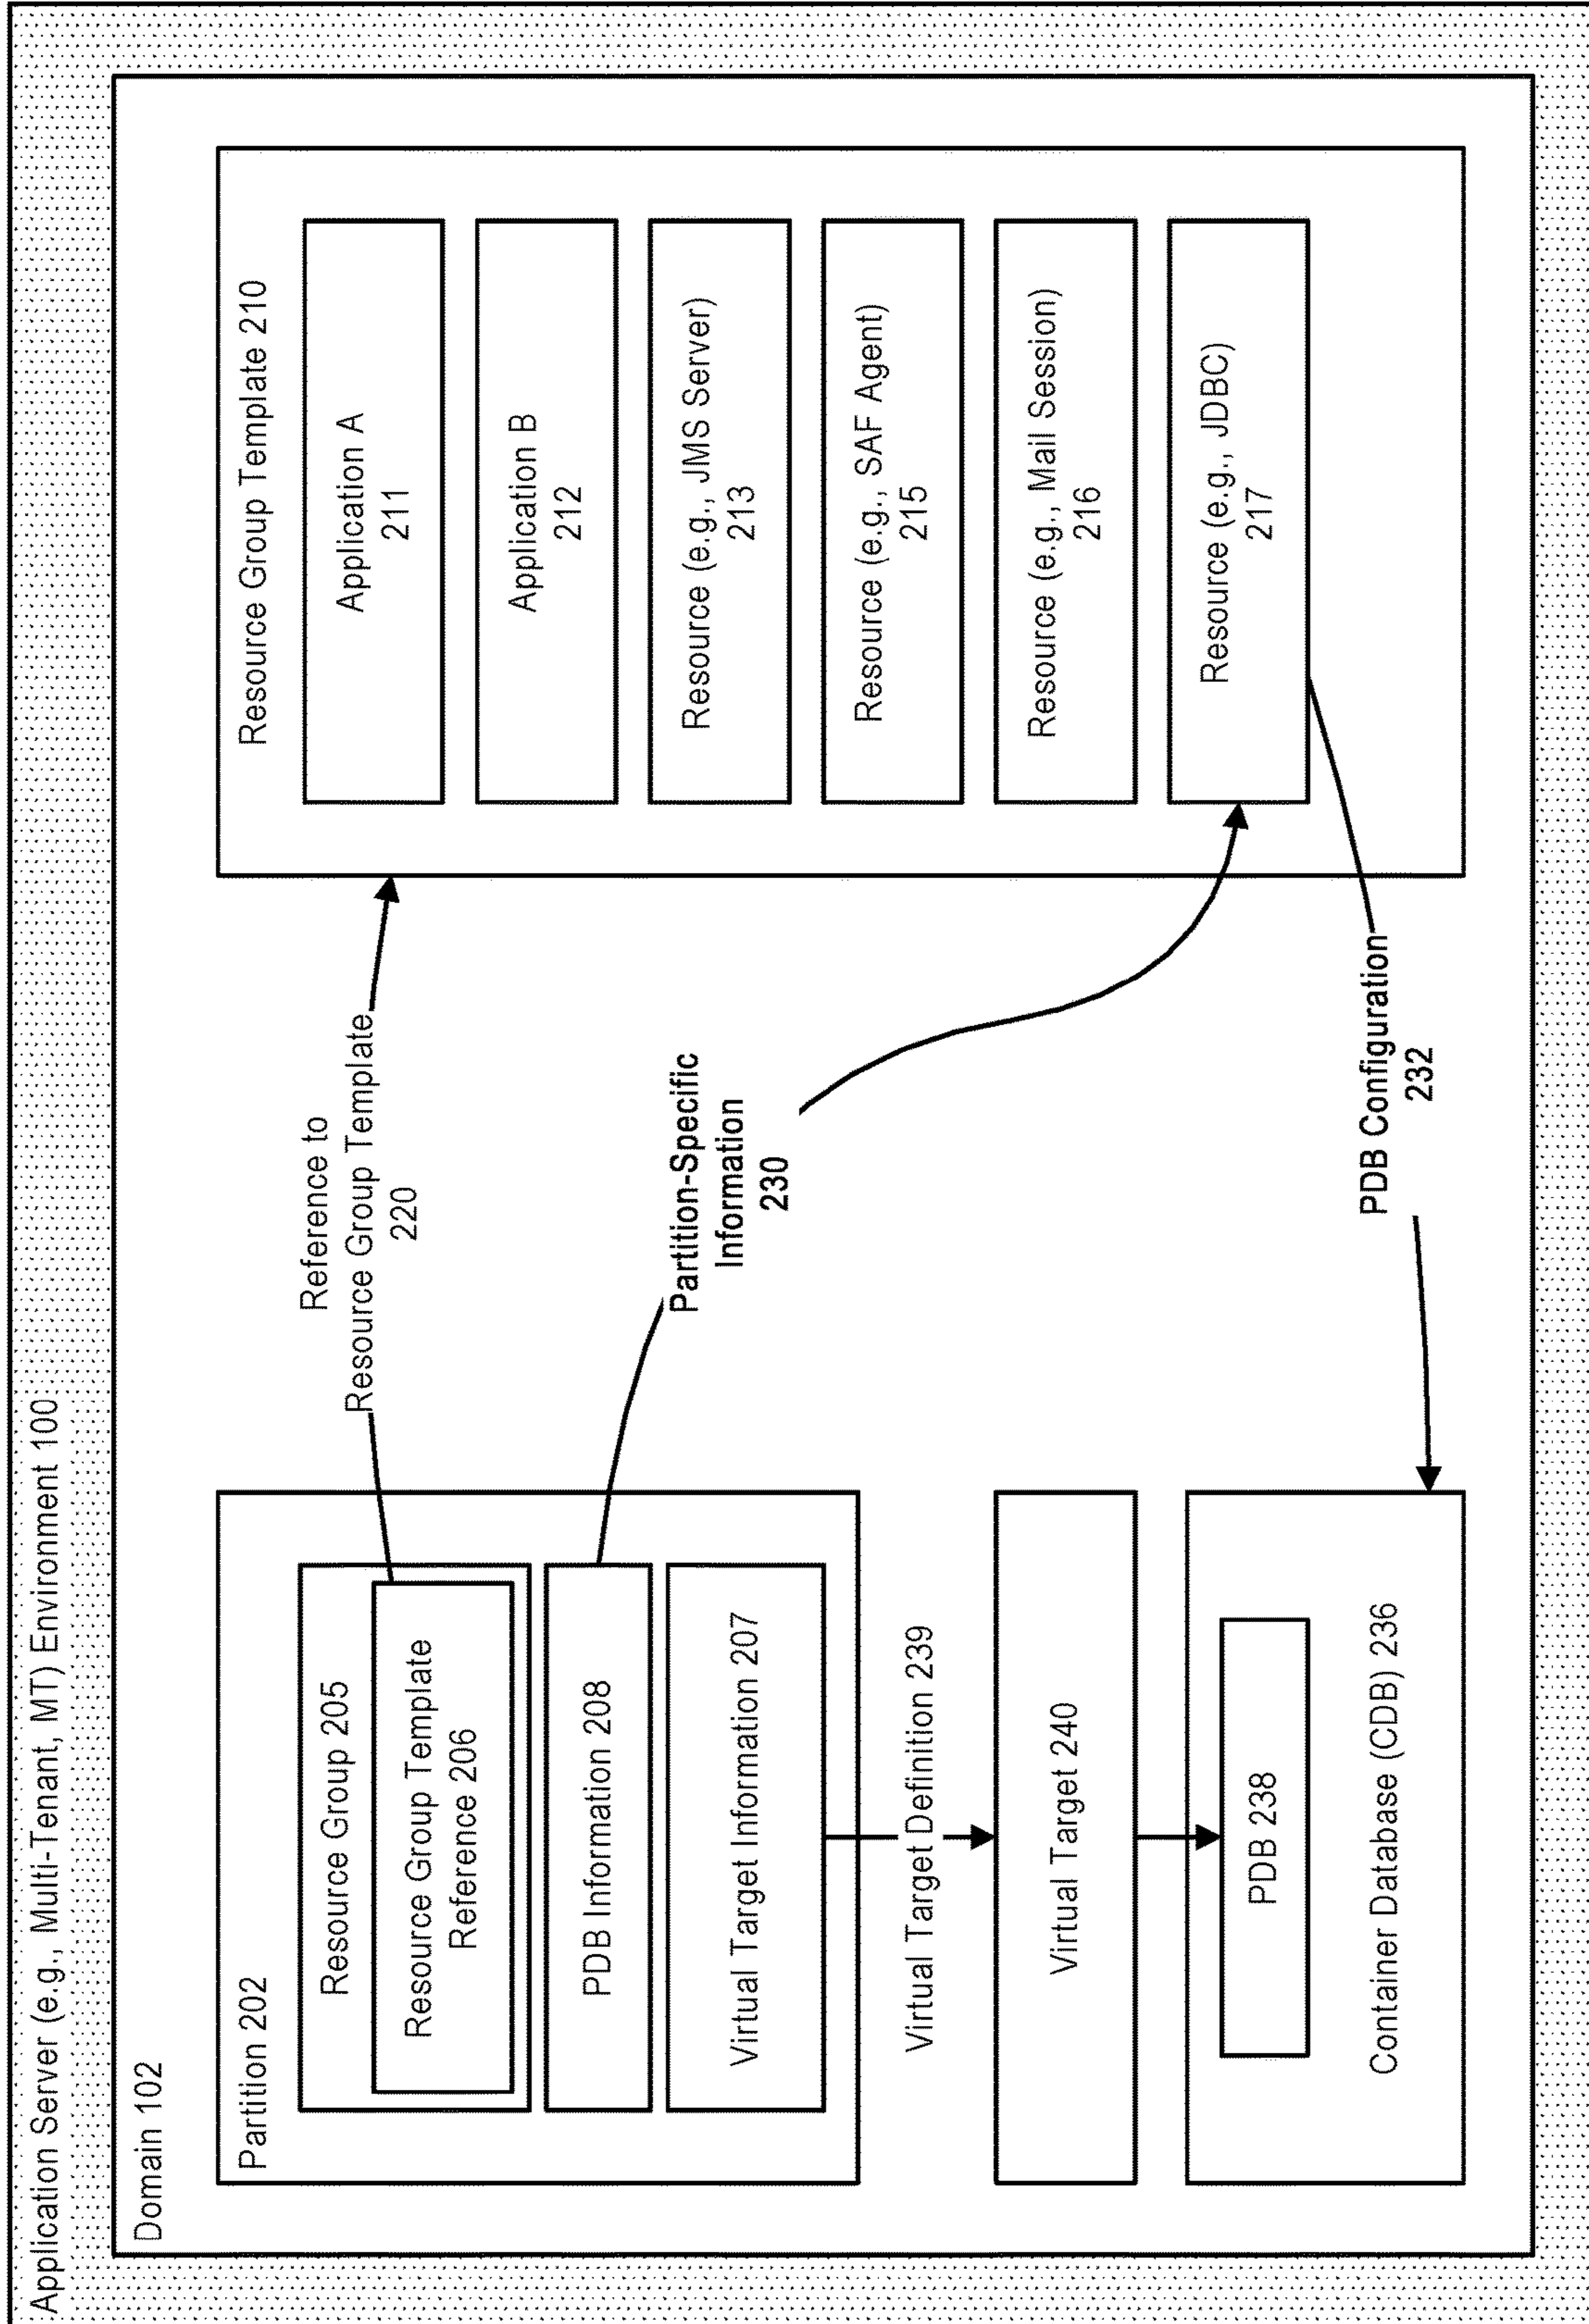 Application Server (e.g., Multi-Tenant, MT) Environment 100
Domain 102
Partition 202
Resource Group 205
Resource Group Template
Reference 206
PDB Information 208
Virtual Target Information 207
Virtual Target Definition 239
Virtual Target 240
PDB 238
Container Database (CDB) 236
Reference to
Resource Group Template
220
Partition-Specific
Information
230
PDB Configuration
232
Resource Group Template 210
Application A
211
Application B
212
Resource (e.g., JMS Server)
213
Resource (e.g., SAF Agent)
215
Resource (e.g., Mail Session)
216
Resource (e.g., JDBC)
217